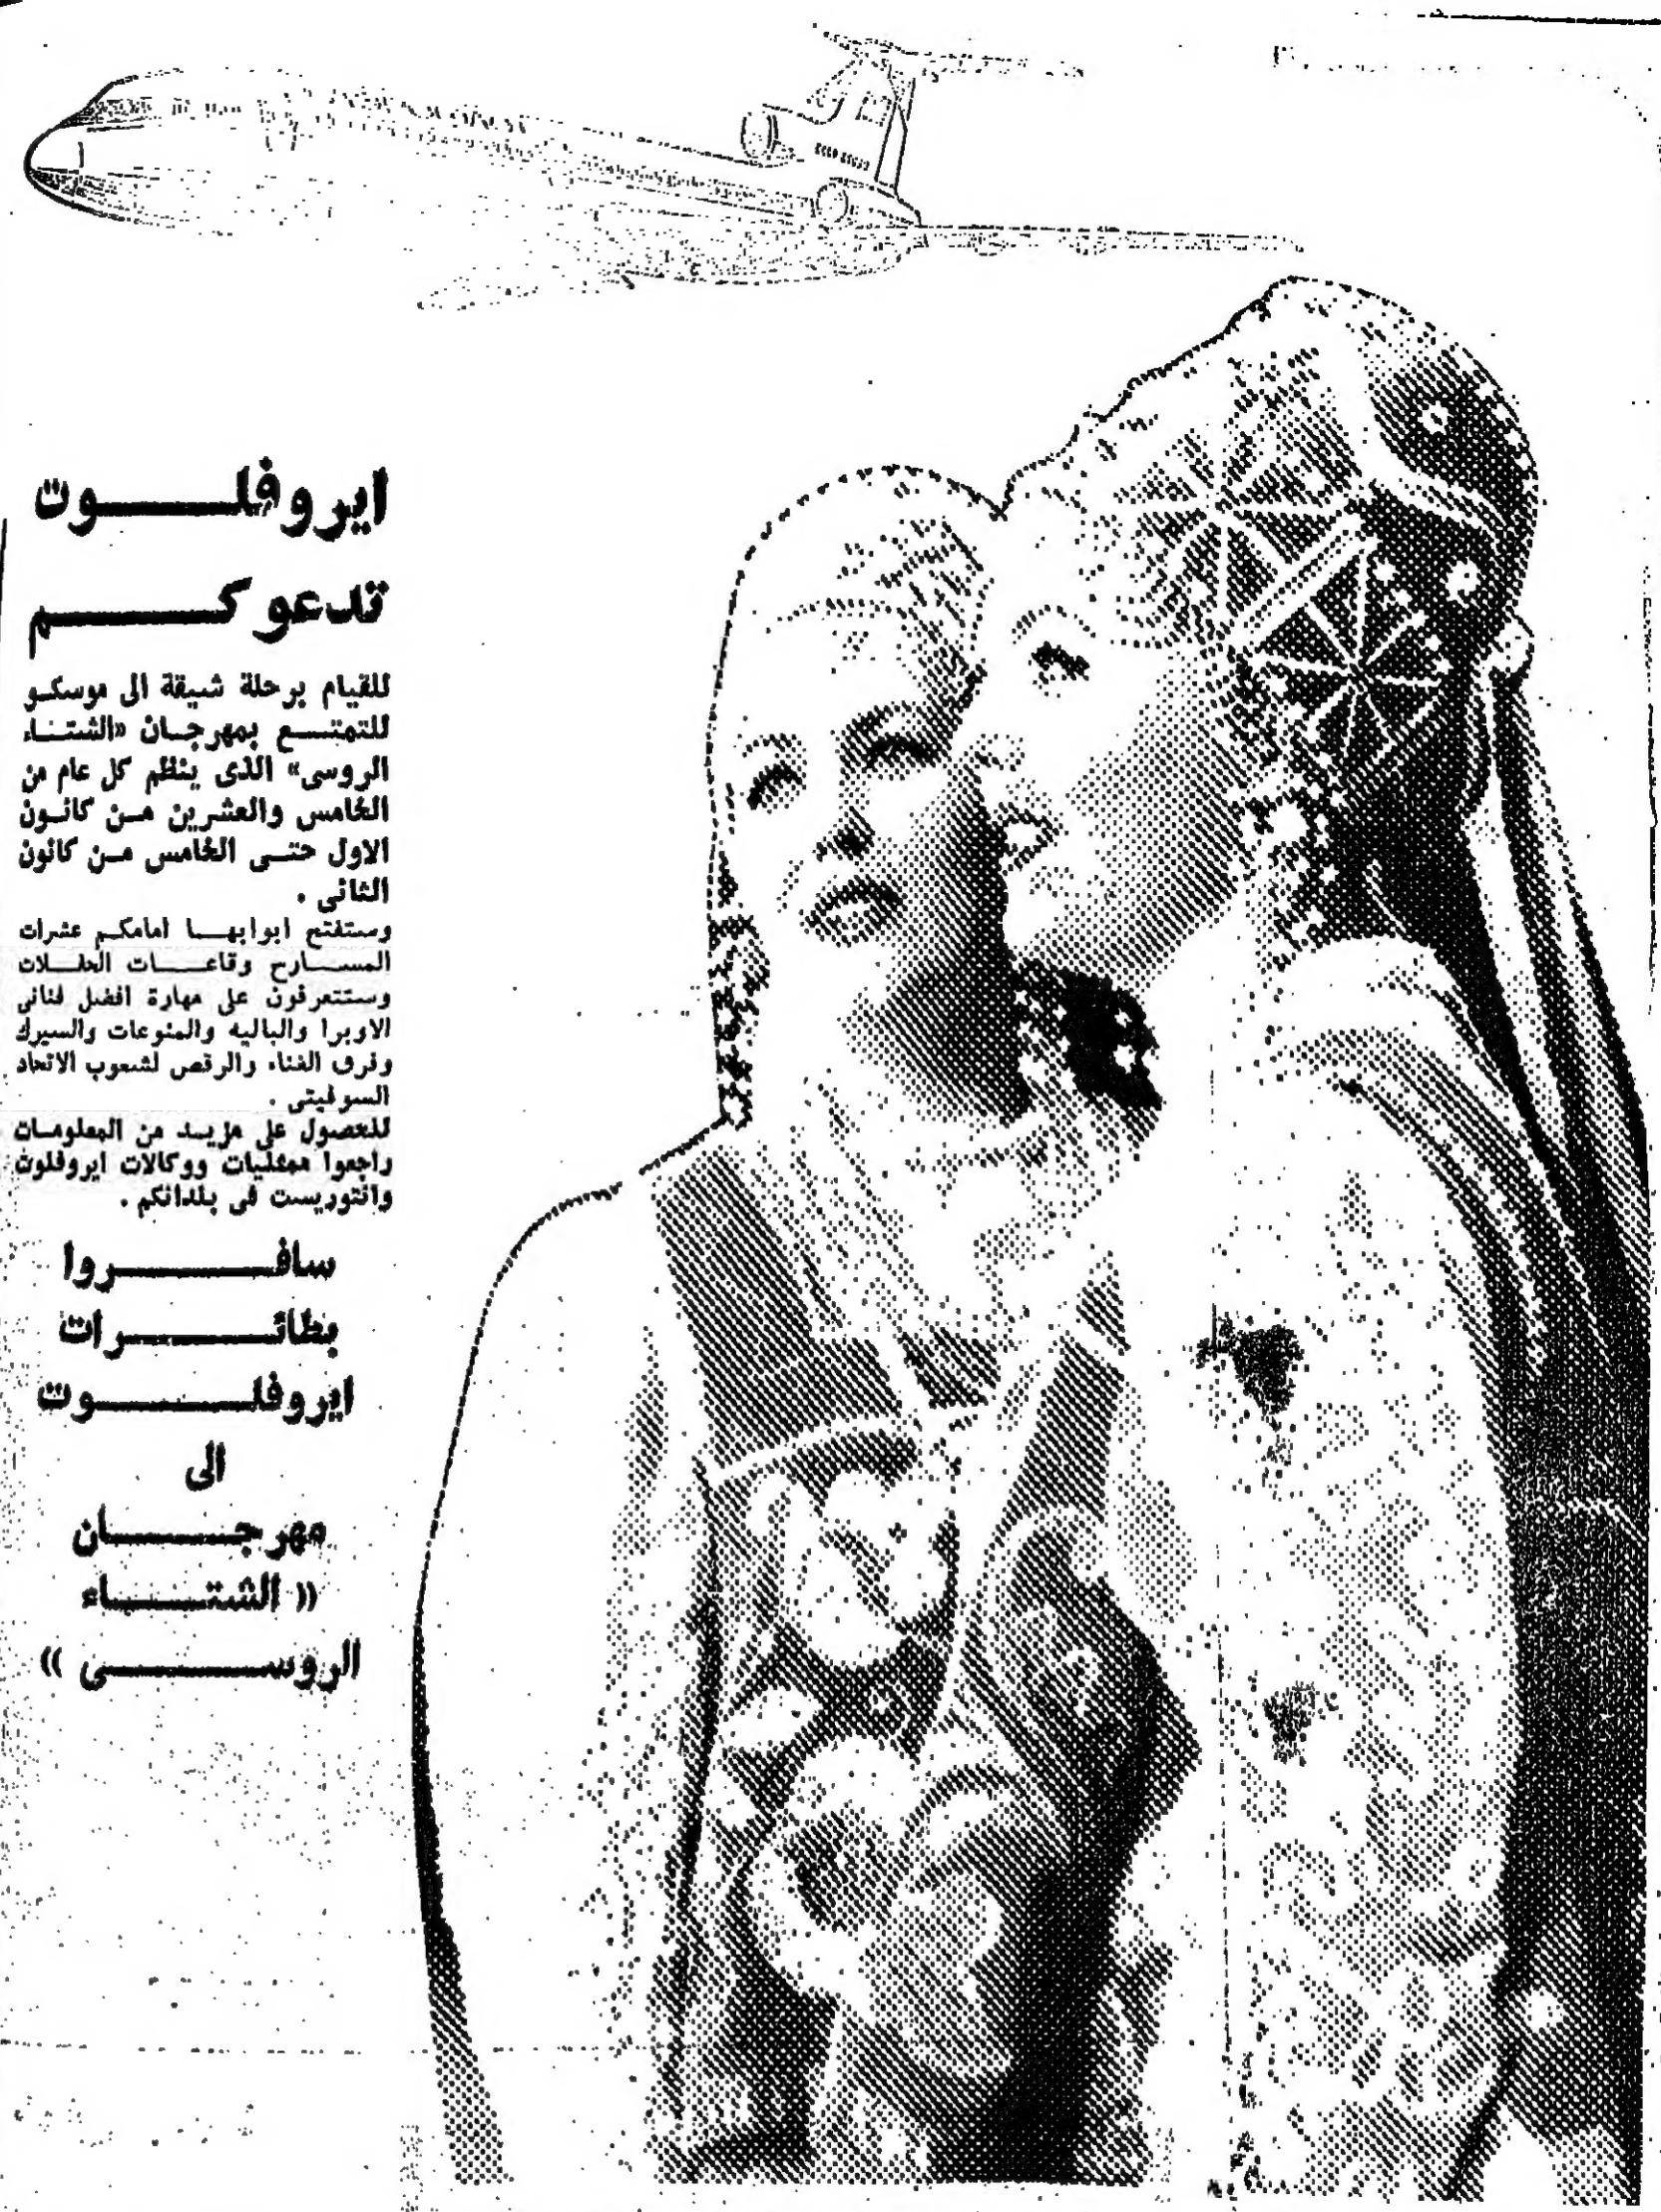 ايروفلوت
تدعوكم
للقيام برحلة شيقة الى موسكو
للتمتع بمهرجان «الشتاء
الروسى» الذى ينظم كل عام من
الخامس والعشرين من كانون
الاول حتى الخامس من كانون
الثانى .
وستفتح ابوابها امامكم عشرات
المسارح وقاعات الحفلات
وستتعرفون على مهارة افضل فنانى
الاوبرا والباليه والمنوعات والسيرك
وفرق الغناء والرقص لشعوب الاتحاد
السوفيتى .
للحصول على مزيد من المعلومات
راجعوا ممثليات ووكالات ايروفلوت
وانتوريست فى بلدانكم .
سافروا
بطائرات
ايروفلوت
الى
مهرجان
« الشتاء
الروسى »